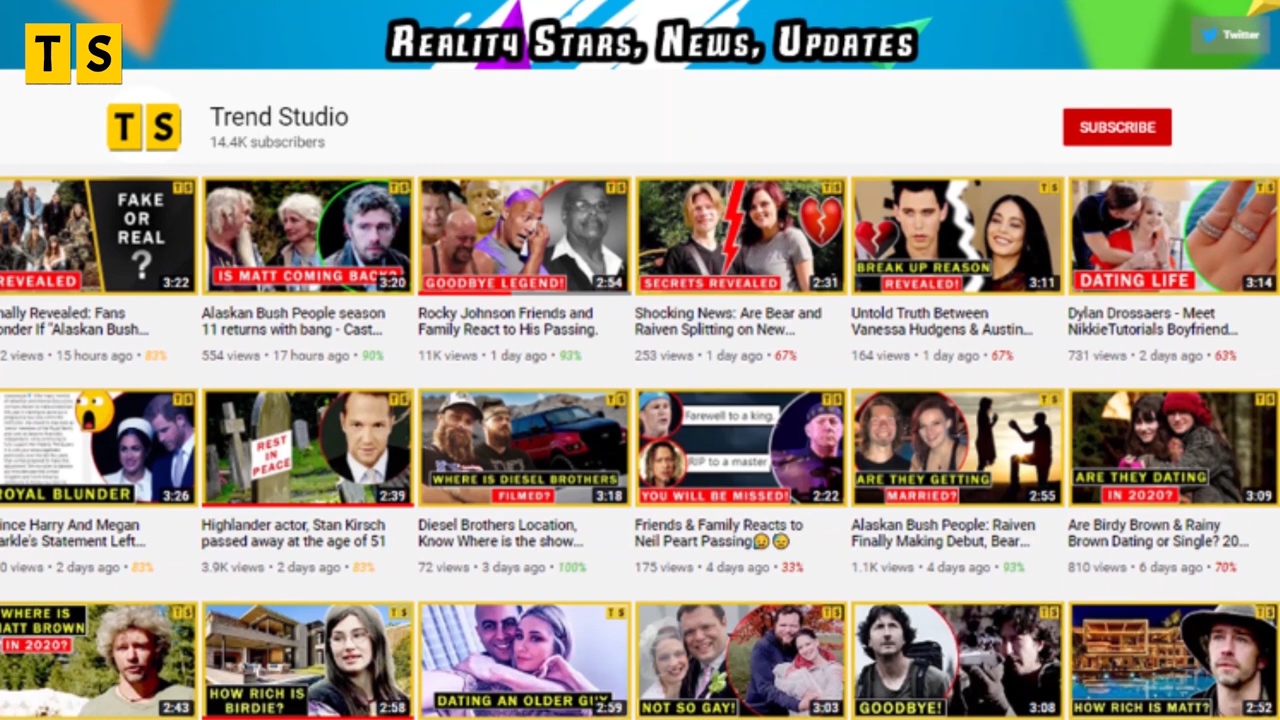 T S
REALITY STARS, NEWS, UPDATES
Twitter
T S
Trend Studio
14.4K subscribers
SUBSCRIBE
FAKE
OR
REAL
?
REVEALED
3:22
T S
IS MATT COMING BACK?
3:20
T S
GOODBYE LEGEND!
2:54
T S
SECRETS REVEALED
2:31
T S
BREAK UP REASON
REVEALED!
3:11
T S
DATING LIFE
3:14
T S
nally Revealed: Fans
onder If "Alaskan Bush...
2 views • 15 hours ago • 83%
Alaskan Bush People season
11 returns with bang - Cast...
554 views • 17 hours ago • 90%
Rocky Johnson Friends and
Family React to His Passing.
11K views • 1 day ago • 93%
Shocking News: Are Bear and
Raiven Splitting on New...
253 views • 1 day ago • 67%
Untold Truth Between
Vanessa Hudgens & Austin...
164 views • 1 day ago • 67%
Dylan Drossaers - Meet
NikkieTutorials Boyfriend...
731 views • 2 days ago • 63%
T S
ROYAL BLUNDER
3:26
T S
REST
IN
PEACE
2:39
T S
WHERE IS DIESEL BROTHERS
FILMED?
3:18
T S
Farewell to a king.
RIP to a master
YOU WILL BE MISSED!
2:22
T S
ARE THEY GETTING
MARRIED?
2:55
T S
ARE THEY DATING
IN 2020?
3:09
ince Harry And Megan
arkle's Statement Left...
0 views • 2 days ago • 83%
Highlander actor, Stan Kirsch
passed away at the age of 51
3.9K views • 2 days ago • 83%
Diesel Brothers Location,
Know Where is the show...
72 views • 3 days ago • 100%
Friends & Family Reacts to
Neil Peart Passing😥😥
175 views • 4 days ago • 33%
Alaskan Bush People: Raiven
Finally Making Debut, Bear...
1.1K views • 4 days ago • 93%
Are Birdy Brown & Rainy
Brown Dating or Single? 20...
810 views • 6 days ago • 70%
WHERE IS
MATT BROWN
IN 2020?
T S
2:43
T S
HOW RICH IS
BIRDIE?
2:58
T S
DATING AN OLDER GUY
2:59
T S
NOT SO GAY!
3:03
T S
GOODBYE!
3:08
T S
HOW RICH IS MATT?
2:52